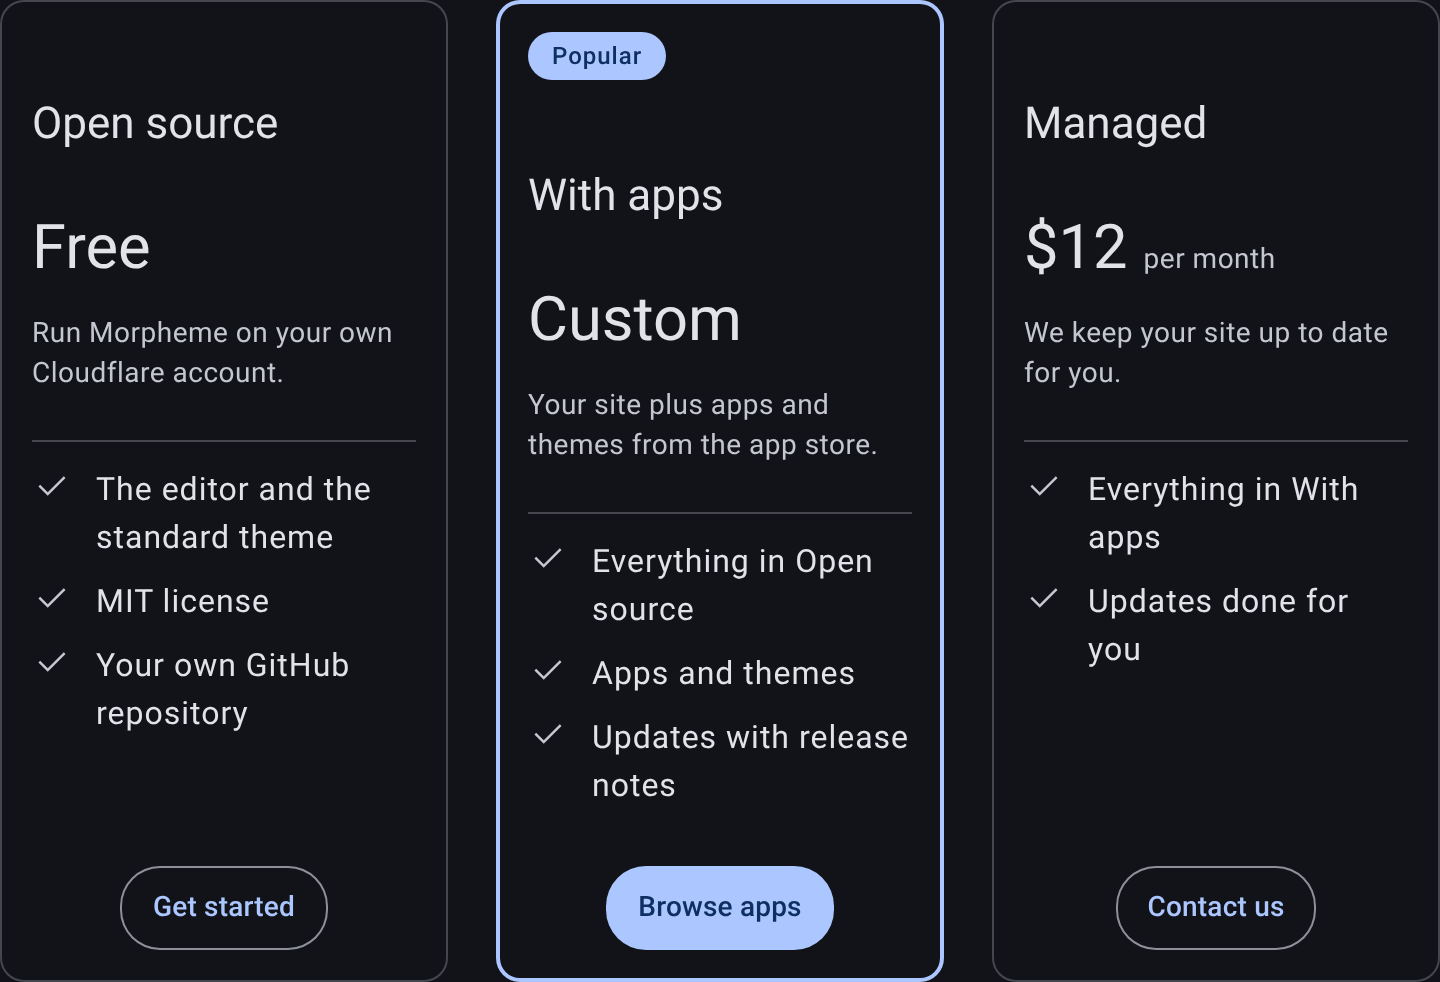 Open source
Free
Run Morpheme on your own
Cloudflare account.
The editor and the
standard theme
MIT license
Your own GitHub
repository
Get started
Popular
With apps
Custom
Your site plus apps and
themes from the app store.
Everything in Open
source
Apps and themes
Updates with release
notes
Browse apps
Managed
$12 per month
We keep your site up to date
for you.
Everything in With
apps
Updates done for
you
Contact us